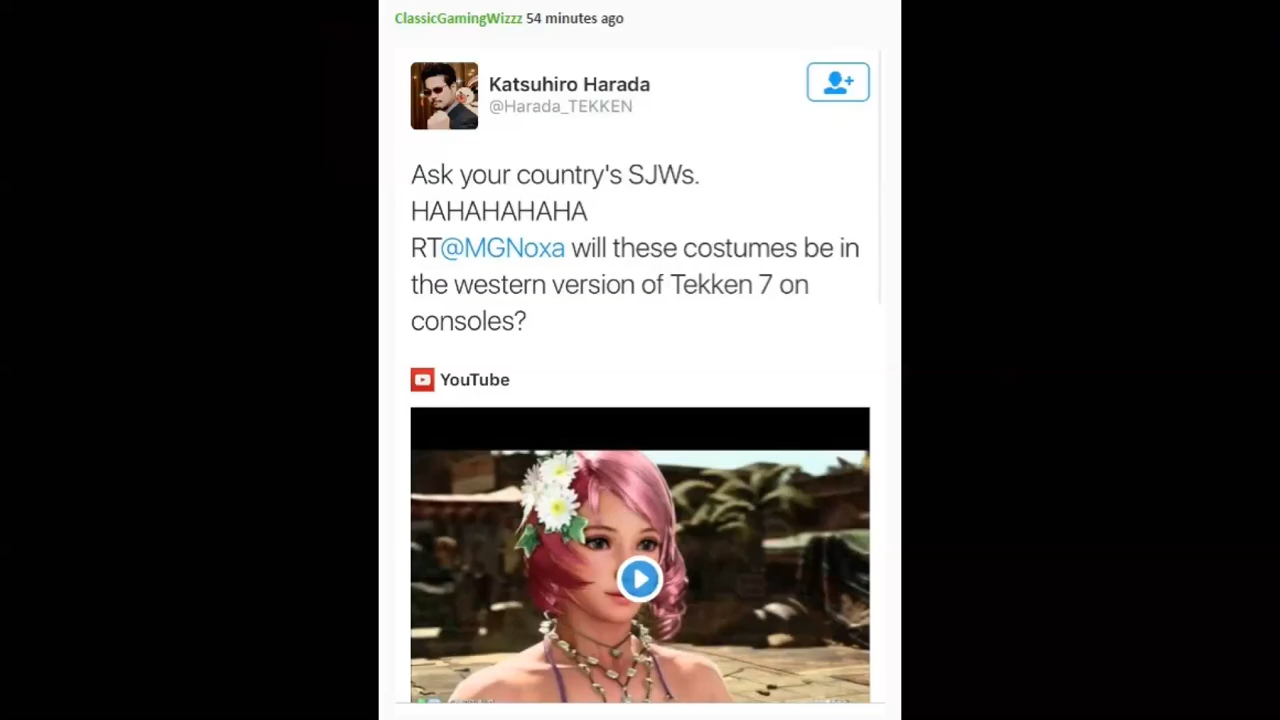 ClassicGamingWizzz 54 minutes ago
Katsuhiro Harada
@Harada_TEKKEN
Ask your country's SJWs.
HAHAHAHAHA
RT@MGNoxa will these costumes be in
the western version of Tekken 7 on
consoles?
YouTube